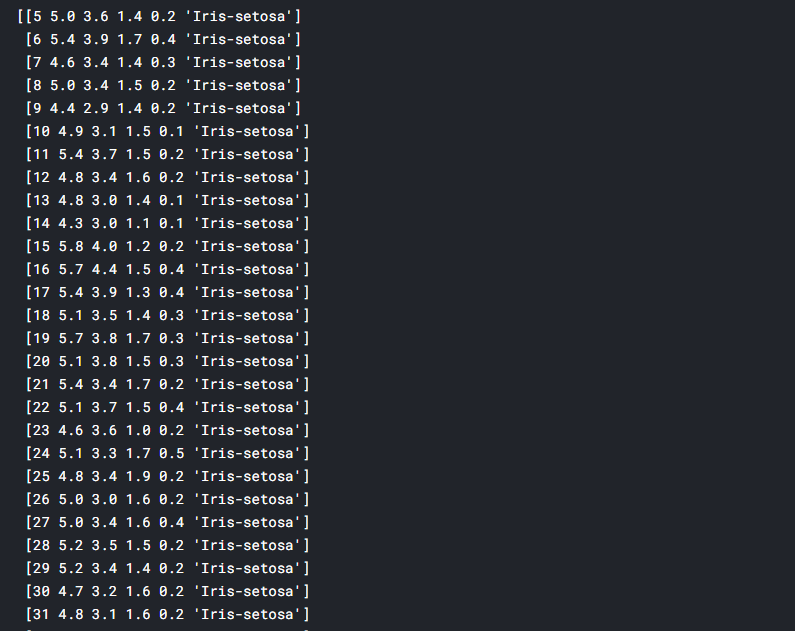 [[5 5.0 3.6 1.4 0.2 'Iris-setosa']
[6 5.4 3.9 1.7 0.4 'Iris-setosa']
[7 4.6 3.4 1.4 0.3 'Iris-setosa']
[8 5.0 3.4 1.5 0.2 'Iris-setosa']
[9 4.4 2.9 1.4 0.2 'Iris-setosa']
[10 4.9 3.1 1.5 0.1 'Iris-setosa']
[11 5.4 3.7 1.5 0.2 'Iris-setosa']
[12 4.8 3.4 1.6 0.2 'Iris-setosa']
[13 4.8 3.0 1.4 0.1 'Iris-setosa']
[14 4.3 3.0 1.1 0.1 'Iris-setosa']
[15 5.8 4.0 1.2 0.2 'Iris-setosa']
[16 5.7 4.4 1.5 0.4 'Iris-setosa']
[17 5.4 3.9 1.3 0.4 'Iris-setosa']
[18 5.1 3.5 1.4 0.3 'Iris-setosa']
[19 5.7 3.8 1.7 0.3 'Iris-setosa']
[20 5.1 3.8 1.5 0.3 'Iris-setosa']
[21 5.4 3.4 1.7 0.2 'Iris-setosa']
[22 5.1 3.7 1.5 0.4 'Iris-setosa']
[23 4.6 3.6 1.0 0.2 'Iris-setosa']
[24 5.1 3.3 1.7 0.5 'Iris-setosa']
[25 4.8 3.4 1.9 0.2 'Iris-setosa']
[26 5.0 3.0 1.6 0.2 'Iris-setosa']
[27 5.0 3.4 1.6 0.4 'Iris-setosa']
[28 5.2 3.5 1.5 0.2 'Iris-setosa']
[29 5.2 3.4 1.4 0.2 'Iris-setosa']
[30 4.7 3.2 1.6 0.2 'Iris-setosa']
[31 4.8 3.1 1.6 0.2 'Iris-setosa']